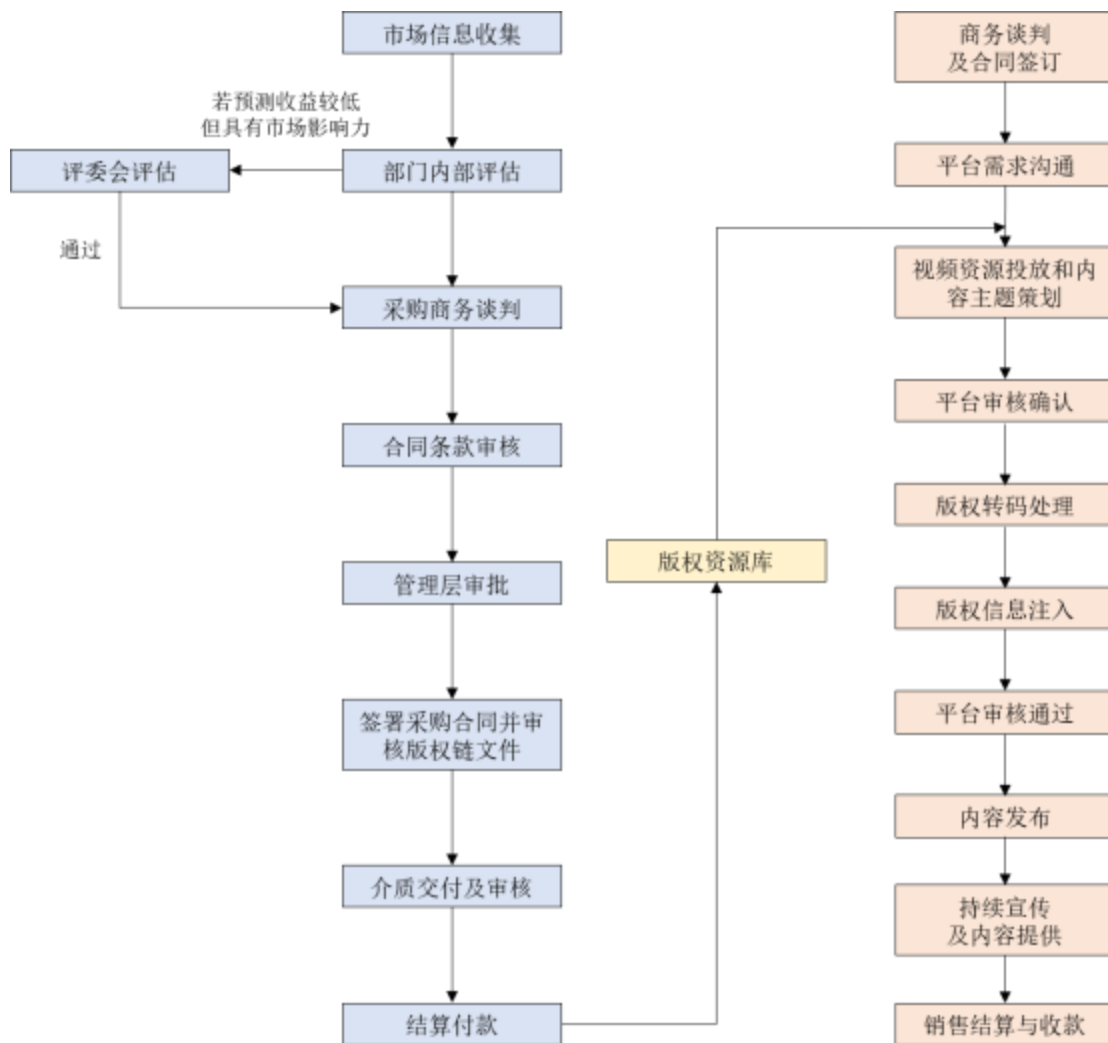 市场信息收集
若预测收益较低
但具有市场影响力
评委会评估
部门内部评估
通过
采购商务谈判
合同条款审核
管理层审批
签署采购合同并审
核版权链文件
介质交付及审核
结算付款
版权资源库
商务谈判
及合同签订
平台需求沟通
视频资源投放和内
容主题策划
平台审核确认
版权转码处理
版权信息注入
平台审核通过
内容发布
持续宣传
及内容提供
销售结算与收款